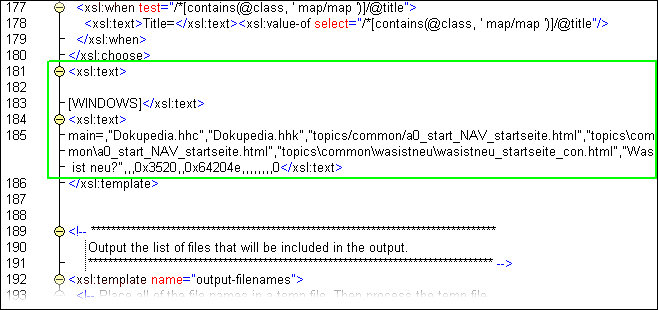 177 <xsl:when test="/*[contains(@class, ' map/map ')]/@title">
178 <xsl:text>Title=</xsl:text><xsl:value-of select="/*[contains(@class, ' map/map ')]/@title"/>
179 </xsl:when>
180 </xsl:choose>
181 <xsl:text>
182
183 [WINDOWS]</xsl:text>
184 <xsl:text>
185 main=,"Dokupedia.hhc","Dokupedia.hhk","topics/common/a0_start_NAV_startseite.html","topics\com
mon\a0_start_NAV_startseite.html","topics\common\wasistneu\wasistneu_startseite_con.html","Was
ist neu?",,,0x3520,,0x64204e,,,,,,,,0</xsl:text>
186 </xsl:template>
187
188
189 <!-- *********************************************************************************
190 Output the list of files that will be included in the output.
191 ********************************************************************************* -->
192 <xsl:template name="output-filenames">
193 <!-- Place all of the file names in a temp file. Then process the temp file